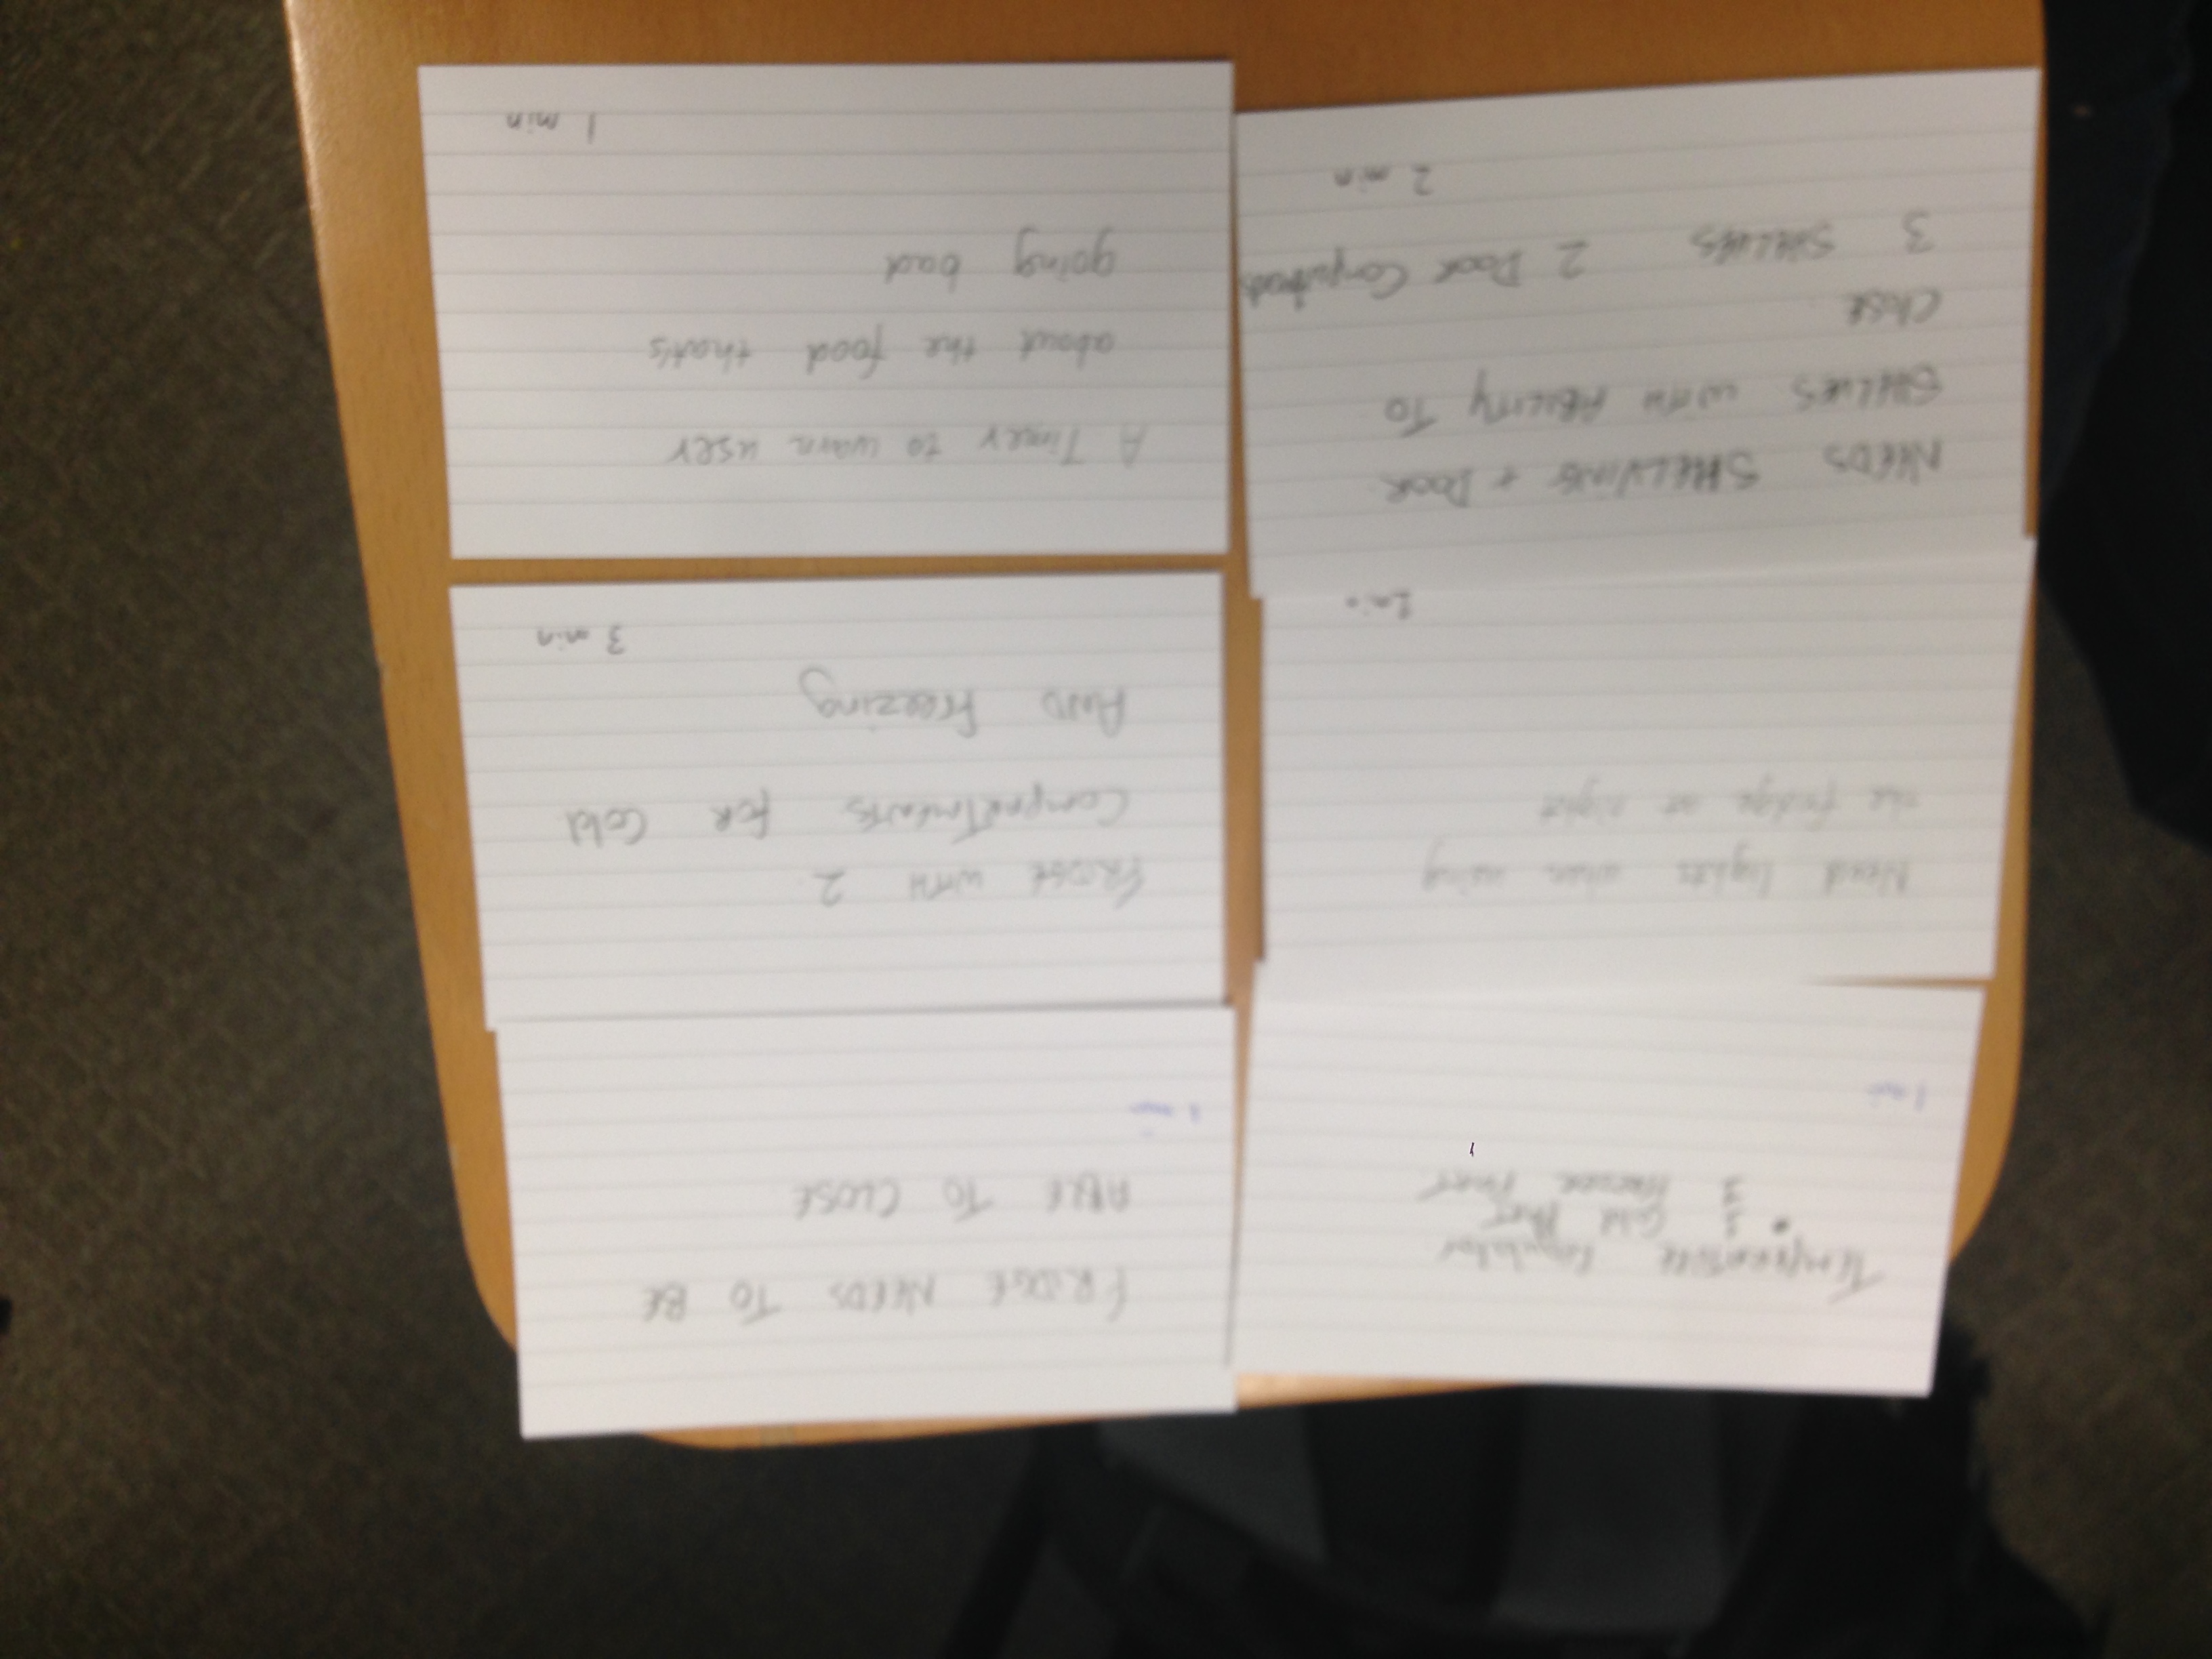 TEMPERATURE Regulator
• 1 Cold PART
1 FREEZER PART
1 min
FRIDGE NEEDS TO BE
ABLE TO CLOSE
1 min
Need lights when using
the fridge at night
FRIDGE WITH 2
COMPARTMENTS FOR Cold
AND freezing
3 min
NEEDS SHELVING + DOOR
SHELVES WITH ABILITY TO
Close
3 SHELVES 2 DOOR Compartments
2 min
A Timer to warn user
about the food that's
going bad
1 min